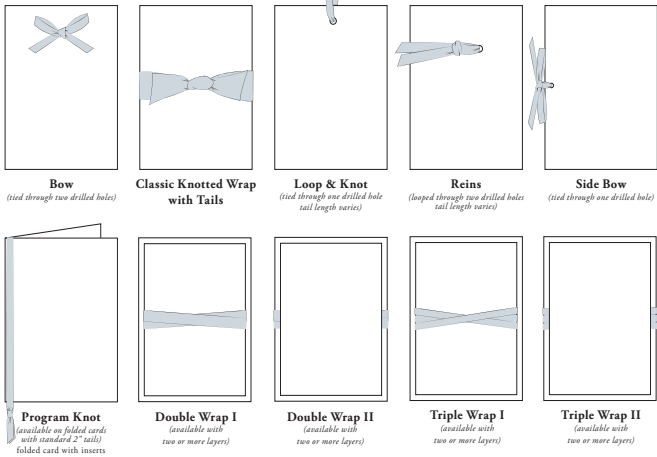 Bow
(tied through two drilled holes)
Classic Knotted Wrap
with Tails
Loop & Knot
(tied through one drilled hole
tail length varies)
Reins
(looped through two drilled holes
tail length varies)
Side Bow
(tied through one drilled hole)
Program Knot
(available on folded cards
with standard 2" tails)
folded card with inserts
Double Wrap I
(available with
two or more layers)
Double Wrap II
(available with
two or more layers)
Triple Wrap I
(available with
two or more layers)
Triple Wrap II
(available with
two or more layers)